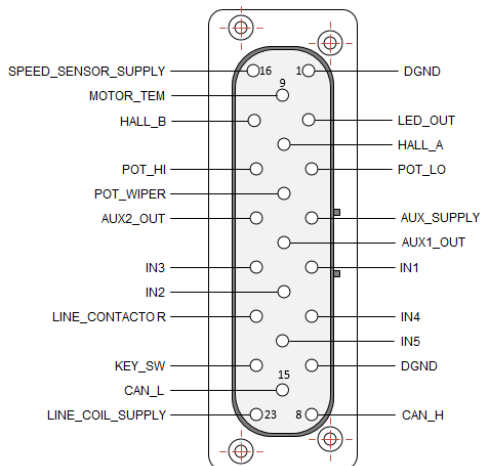 SPEED_SENSOR_SUPPLY 16 1 DGND
MOTOR_TEM 9
HALL_B LED_OUT
HALL_A
POT_HI POT_LO
POT_WIPER
AUX2_OUT AUX_SUPPLY
AUX1_OUT
IN3 IN1
IN2
LINE_CONTACTOR IN4
IN5
KEY_SW DGND
15
CAN_L
LINE_COIL_SUPPLY 23 8 CAN_H